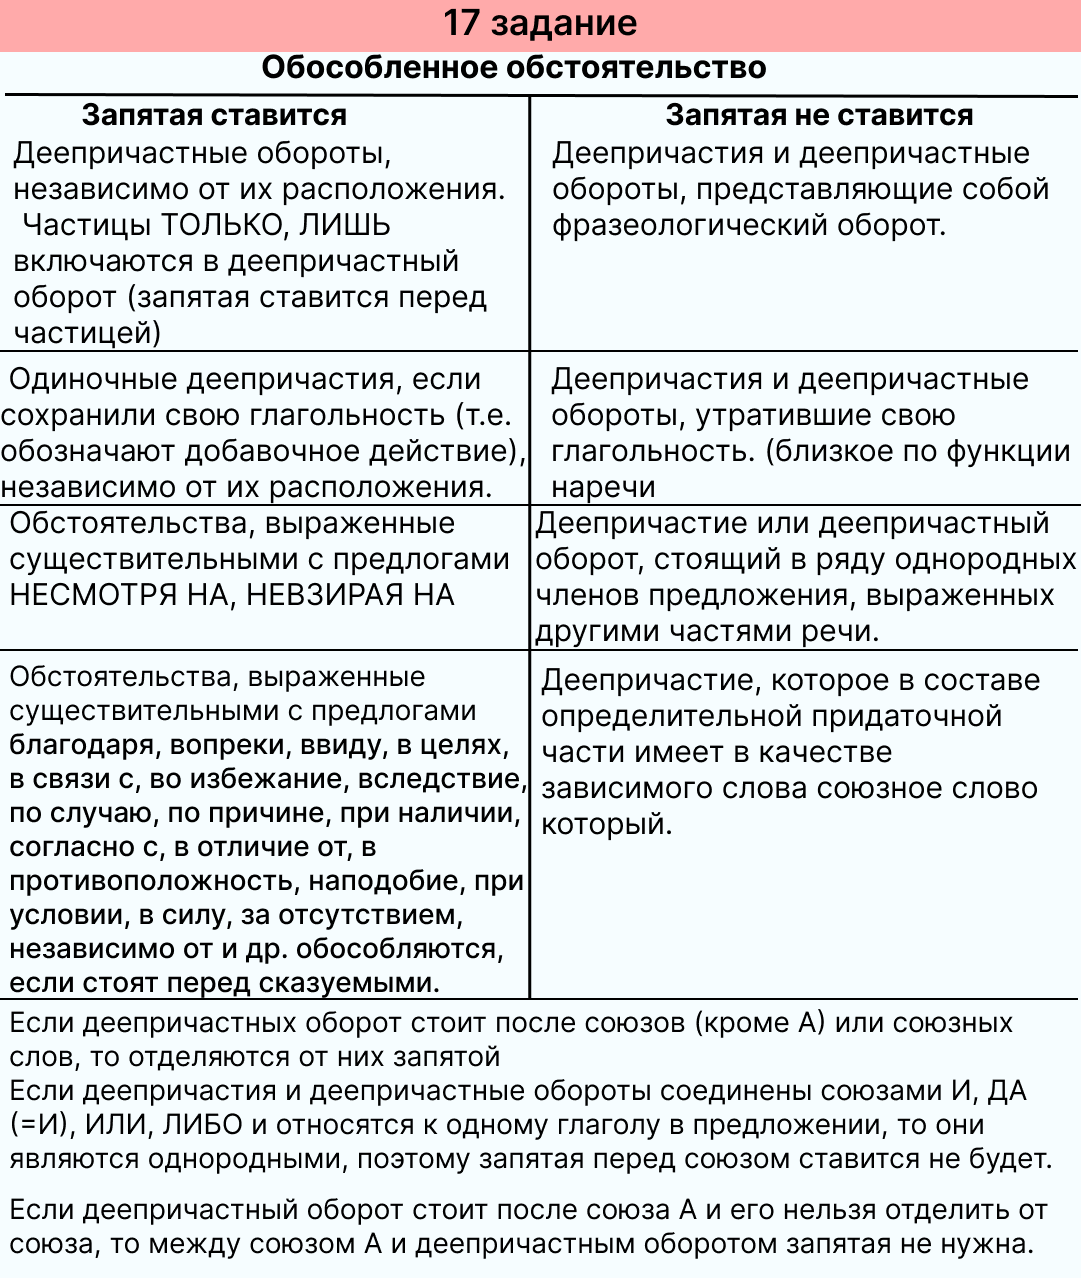 17 задание
Обособленное обстоятельство
Запятая ставится
Деепричастные обороты,
независимо от их расположения.
Частицы ТОЛЬКО, ЛИШЬ
включаются в деепричастный
оборот (запятая ставится перед
частицей)
Запятая не ставится
Деепричастия и деепричастные
обороты, представляющие собой
фразеологический оборот.
Одиночные деепричастия, если
сохранили свою глагольность (т.е.
обозначают добавочное действие),
независимо от их расположения.
Деепричастия и деепричастные
обороты, утратившие свою
глагольность. (близкое по функции
наречи
Обстоятельства, выраженные
существительными с предлогами
НЕСМОТРЯ НА, НЕВЗИРАЯ НА
Деепричастие или деепричастный
оборот, стоящий в ряду однородных
членов предложения, выраженных
другими частями речи.
Обстоятельства, выраженные
существительными с предлогами
благодаря, вопреки, ввиду, в целях,
в связи с, во избежание, вследствие,
по случаю, по причине, при наличии,
согласно с, в отличие от, в
противоположность, наподобие, при
условии, в силу, за отсутствием,
независимо от и др. обособляются,
если стоят перед сказуемыми.
Деепричастие, которое в составе
определительной придаточной
части имеет в качестве
зависимого слова союзное слово
который.
Если деепричастных оборот стоит после союзов (кроме А) или союзных
слов, то отделяются от них запятой
Если деепричастия и деепричастные обороты соединены союзами И, ДА
(=И), ИЛИ, ЛИБО и относятся к одному глаголу в предложении, то они
являются однородными, поэтому запятая перед союзом ставится не будет.
Если деепричастный оборот стоит после союза А и его нельзя отделить от
союза, то между союзом А и деепричастным оборотом запятая не нужна.